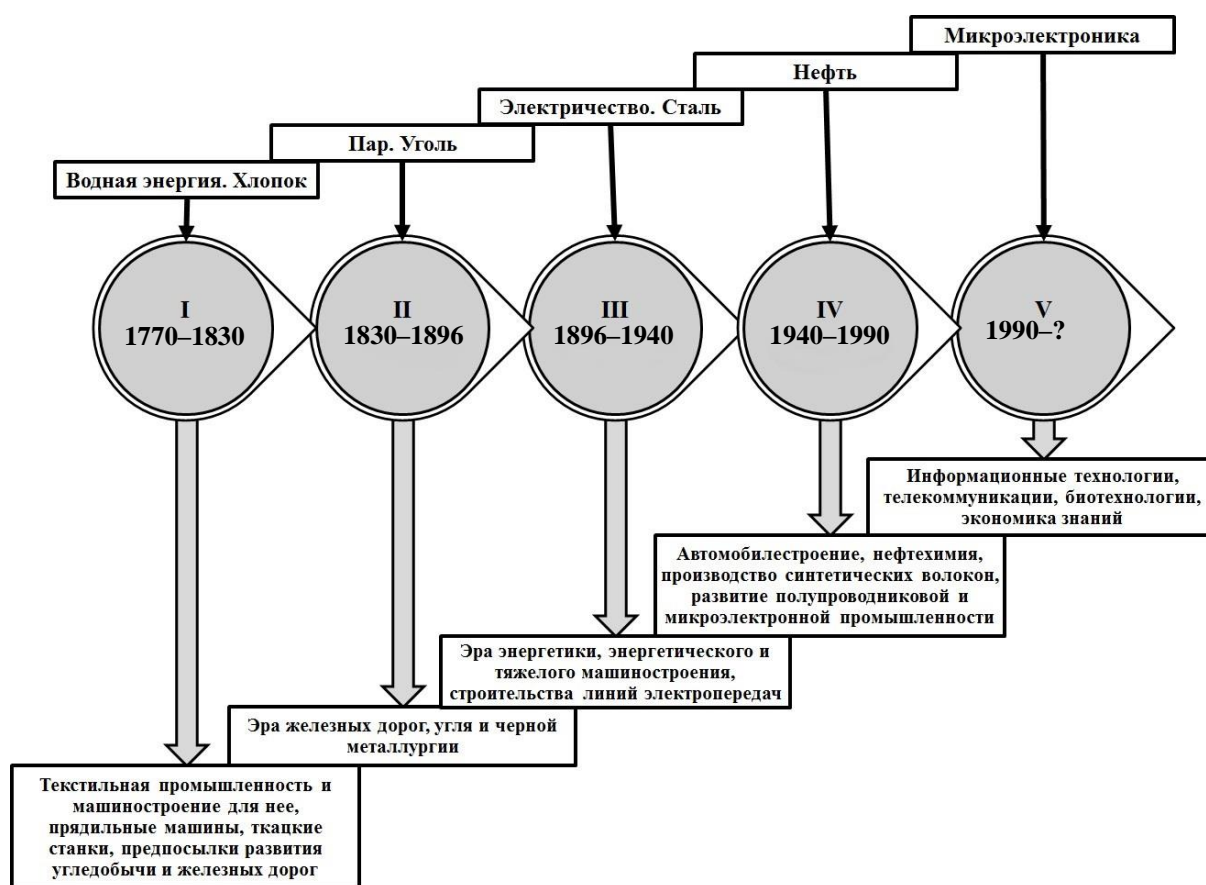 Микроэлектроника
Нефть
Электричество. Сталь
Пар. Уголь
Водная энергия. Хлопок
I
1770–1830
II
1830–1896
III
1896–1940
IV
1940–1990
V
1990–?
Информационные технологии,
телекоммуникации, биотехнологии,
экономика знаний
Автомобилестроение, нефтехимия,
производство синтетических волокон,
развитие полупроводниковой и
микроэлектронной промышленности
Эра энергетики, энергетического и
тяжелого машиностроения,
строительства линий электропередач
Эра железных дорог, угля и черной
металлургии
Текстильная промышленность и
машиностроение для нее,
прядильные машины, ткацкие
станки, предпосылки развития
угледобычи и железных дорог